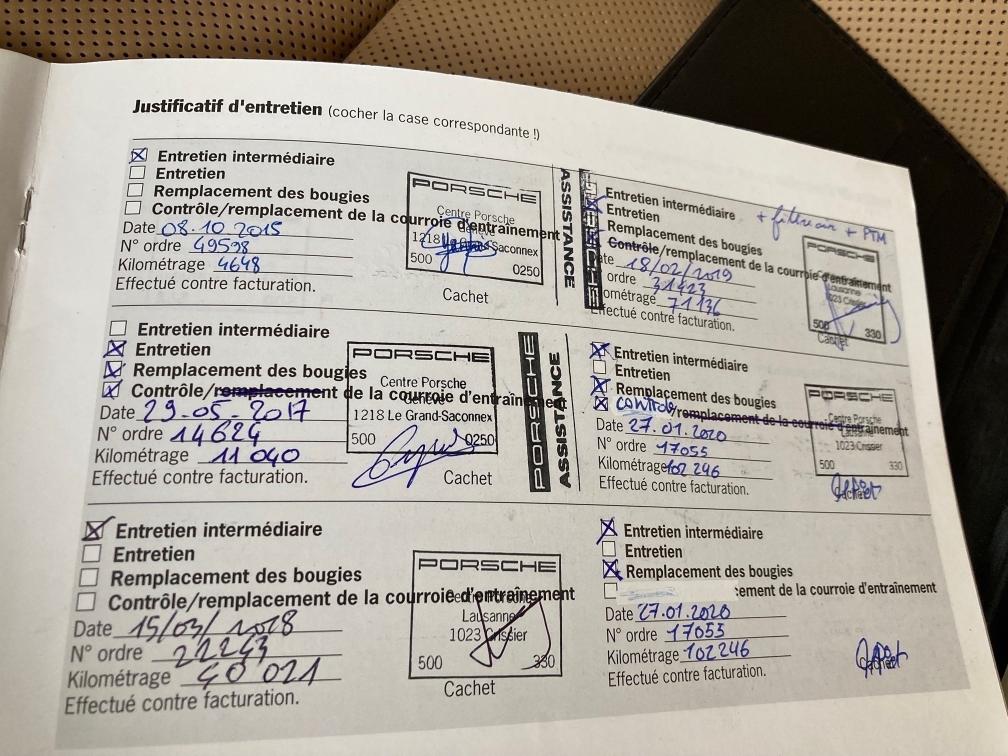 Justificatif d'entretien (cocher la case correspondante !)
Entretien intermédiaire
Entretien
Remplacement des bougies
Contrôle/remplacement de la courroie d'entraînement
Date 08.10.2015
N° ordre 49598
Kilométrage 4648
Effectué contre facturation.
PORSCHE
Centre Porsche
1218 Saconnex
500 0250
Cachet
ASSISTANCE
Entretien intermédiaire
Entretien
Remplacement des bougies
Contrôle/remplacement de la courroie d'entraînement
+ PTM
ate 18/02/2019
ordre 31423
ilométrage 71136
Effectué contre facturation.
PORSCHE
Lausanne
1023 Crissier
500 330
Cachet
Entretien intermédiaire
Entretien
Remplacement des bougies
Contrôle/remplacement de la courroie d'entraînement
Date 29.05.2017
N° ordre 14624
Kilométrage 11 040
Effectué contre facturation.
PORSCHE
Centre Porsche
Genève
1218 Le Grand-Saconnex
500 0250
Cachet
PORSCHE
ASSISTANCE
Entretien intermédiaire
Entretien
Remplacement des bougies
controle/remplacement de la courroie d'entraînement
Date 27.01.2020
N° ordre 17055
Kilométrage 102 246
Effectué contre facturation.
PORSCHE
Centre Porsche
Lausanne
1023 Crissier
500 330
Cachet
Entretien intermédiaire
Entretien
Remplacement des bougies
Contrôle/remplacement de la courroie d'entraînement
Date 15/03/2018
N° ordre 22243
Kilométrage 40 021
Effectué contre facturation.
PORSCHE
Lausanne
1023 Crissier
500 330
Cachet
Entretien intermédiaire
Entretien
Remplacement des bougies
cement de la courroie d'entraînement
Date 27.01.2020
N° ordre 17055
Kilométrage 102246
Effectué contre facturation.
Cachet